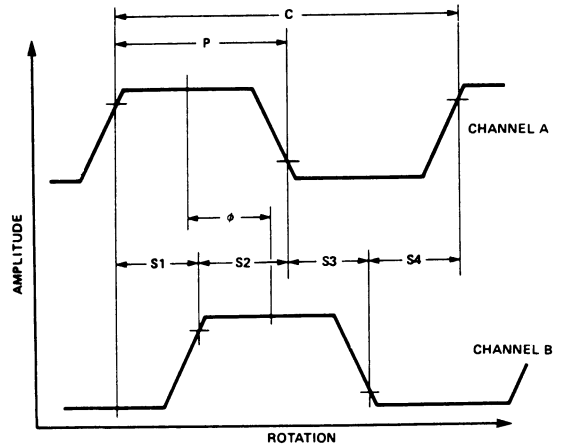 C
P
CHANNEL A
AMPLITUDE
ø
S1 S2 S3 S4
CHANNEL B
ROTATION